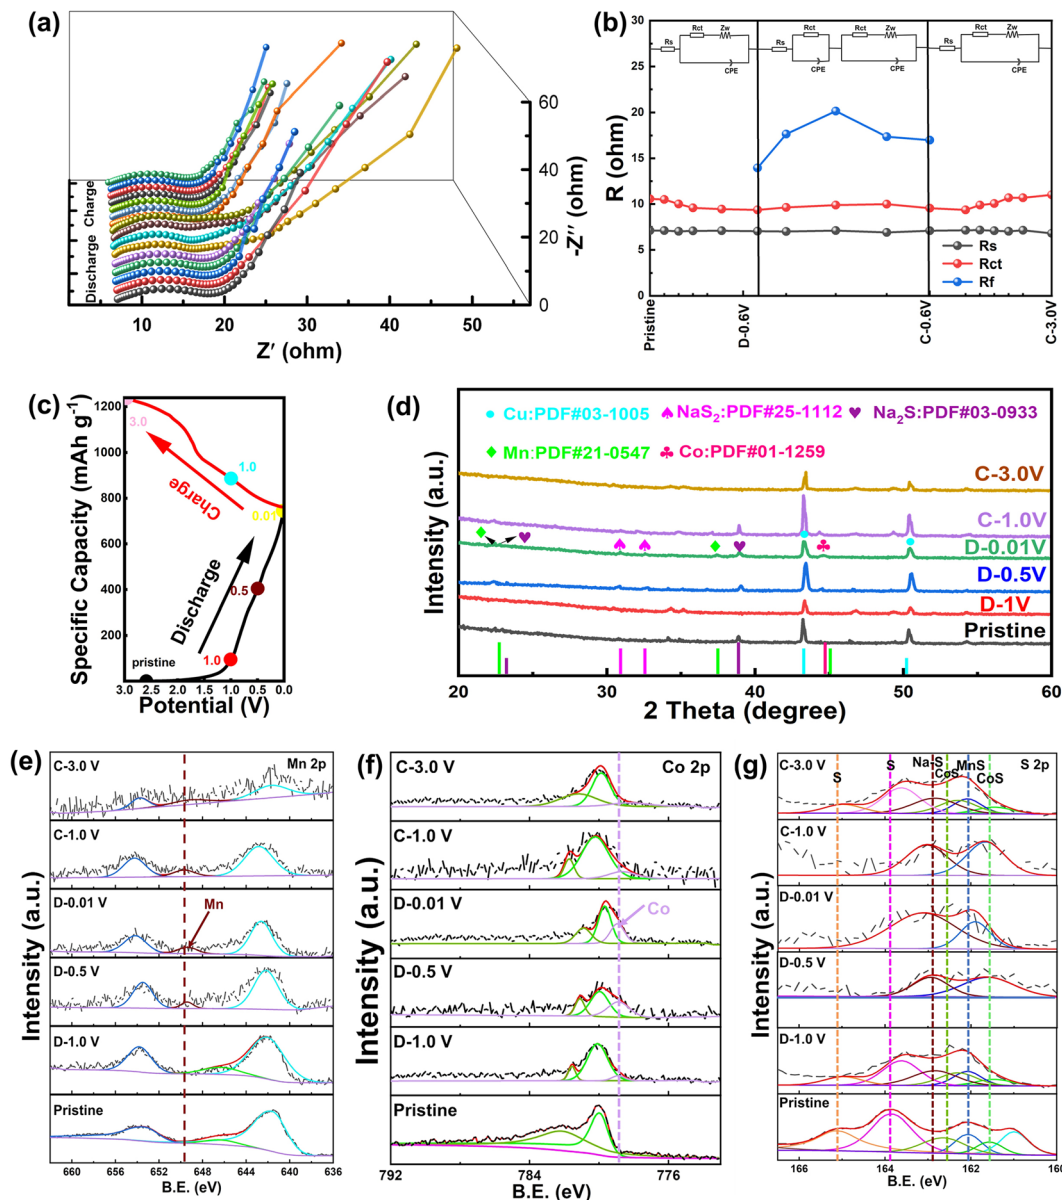 (a)
Charge
Discharge
60
40
20
0
-Z′′ (ohm)
10 20 30 40 50
Z′ (ohm)
(b)
Rs Rct Zw CPE
Rs Rct CPE Rct Zw CPE
Rs Rct Zw CPE
30
25
20
15
10
5
0
R (ohm)
Rs
Rct
Rf
Pristine D-0.6V C-0.6V C-3.0V
(c)
Specific Capacity (mAh g⁻¹)
1200
1000
800
600
400
200
3.0
1.0
Charge
0.01
Discharge
0.5
pristine
1.0
3.0 2.5 2.0 1.5 1.0 0.5 0.0
Potential (V)
(d)
Cu:PDF#03-1005 NaS₂:PDF#25-1112 Na₂S:PDF#03-0933
Mn:PDF#21-0547 Co:PDF#01-1259
Intensity (a.u.)
C-3.0V
C-1.0V
D-0.01V
D-0.5V
D-1V
Pristine
20 30 40 50 60
2 Theta (degree)
(e)
C-3.0 V Mn 2p
C-1.0 V
D-0.01 V
Mn
D-0.5 V
D-1.0 V
Pristine
Intensity (a.u.)
660 656 652 648 644 640 636
B.E. (eV)
(f)
C-3.0 V Co 2p
C-1.0 V
D-0.01 V
Co
D-0.5 V
D-1.0 V
Pristine
Intensity (a.u.)
792 784 776
B.E. (eV)
(g)
C-3.0 V S 2p
S S Na-S CoS MnS CoS
C-1.0 V
D-0.01 V
D-0.5 V
D-1.0 V
Pristine
Intensity (a.u.)
166 164 162 160
B.E. (eV)